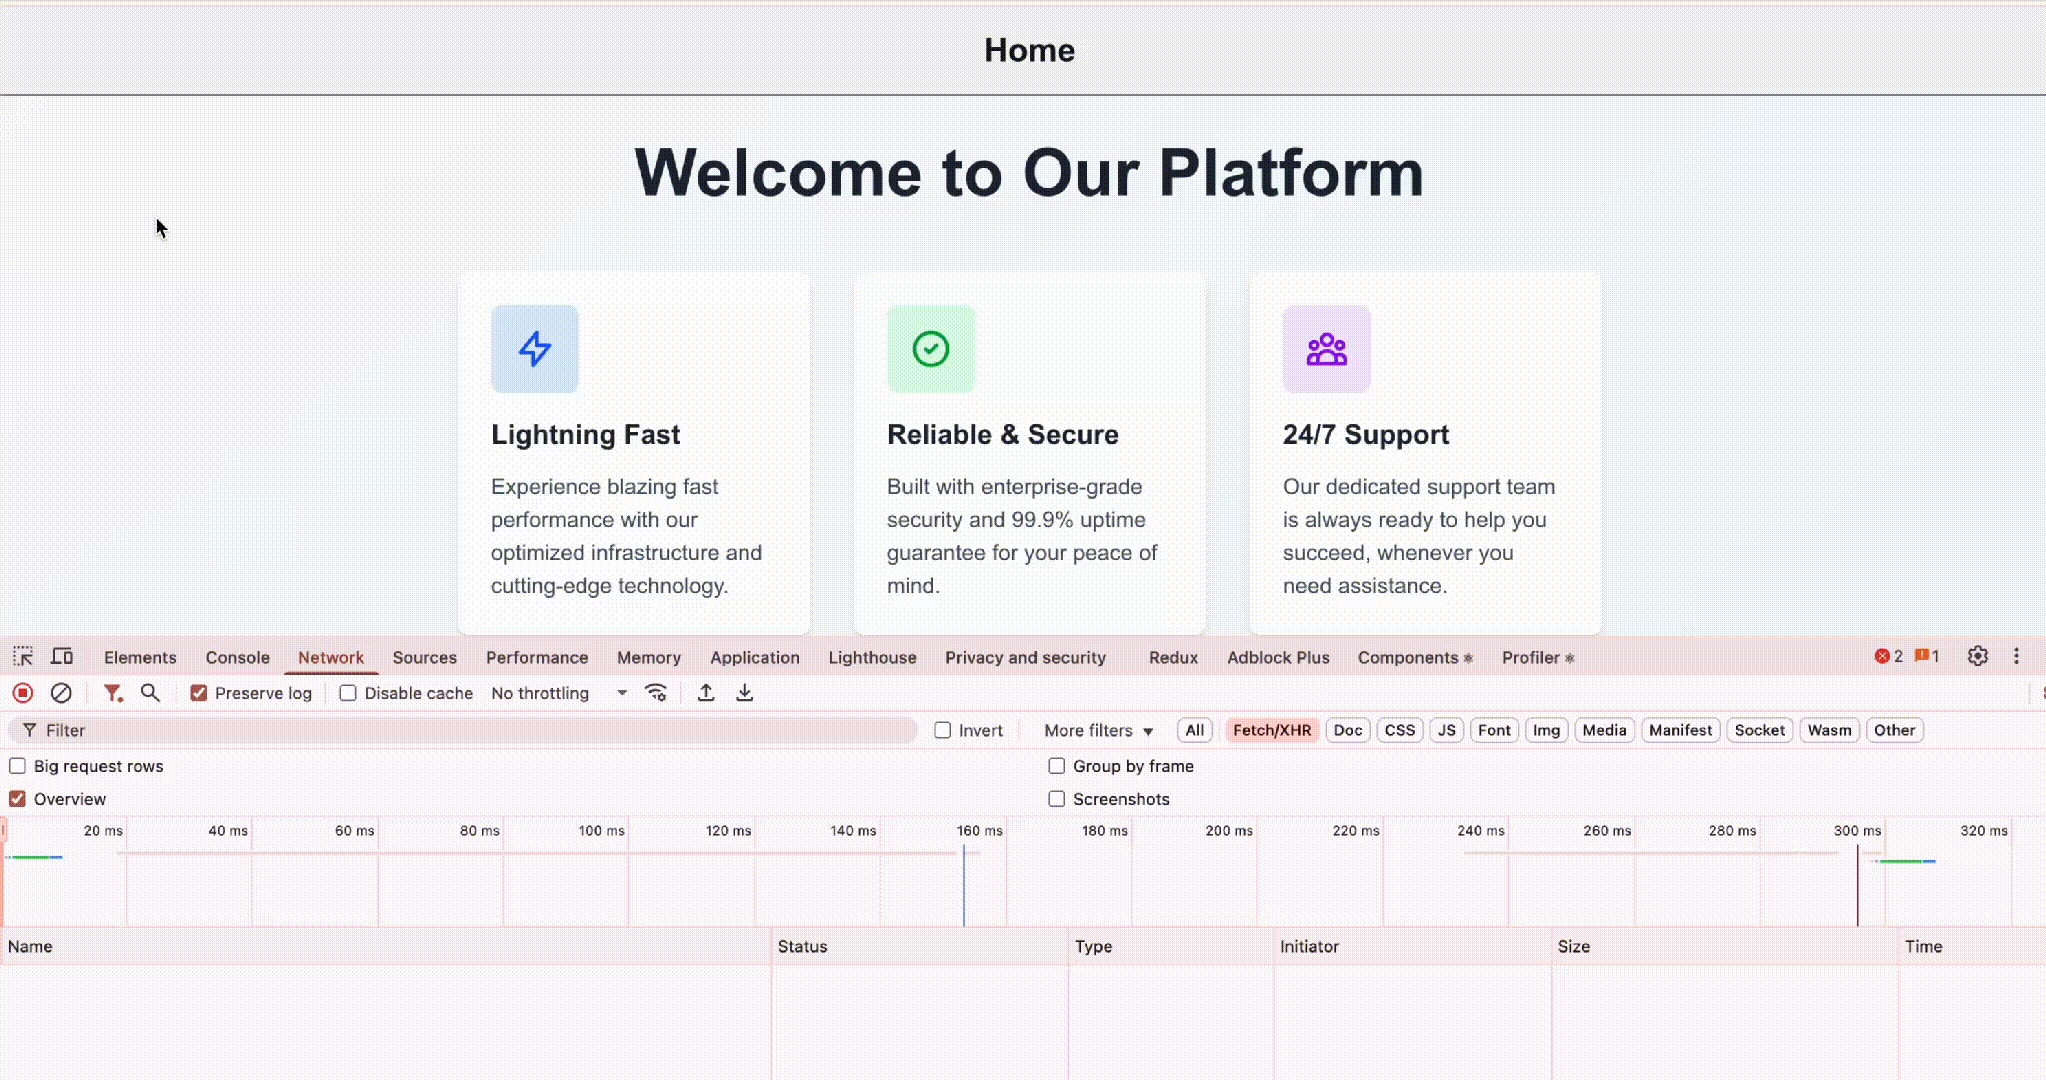 Home
Welcome to Our Platform
Lightning Fast
Experience blazing fast
performance with our
optimized infrastructure and
cutting-edge technology.
Reliable & Secure
Built with enterprise-grade
security and 99.9% uptime
guarantee for your peace of
mind.
24/7 Support
Our dedicated support team
is always ready to help you
succeed, whenever you
need assistance.
Elements Console Network Sources Performance Memory Application Lighthouse Privacy and security Redux Adblock Plus Components ⚛ Profiler ⚛ 2 1
Preserve log Disable cache No throttling
Filter Invert More filters All Fetch/XHR Doc CSS JS Font Img Media Manifest Socket Wasm Other
Big request rows Group by frame
Overview Screenshots
20 ms 40 ms 60 ms 80 ms 100 ms 120 ms 140 ms 160 ms 180 ms 200 ms 220 ms 240 ms 260 ms 280 ms 300 ms 320 ms
Name Status Type Initiator Size Time